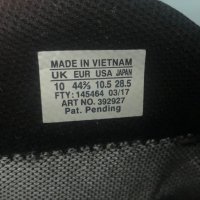 MADE IN VIETNAM
UK EUR USA JAPAN
10 44⅔ 10.5 28.5
FTY: 145464 03/17
ART NO. 392927
Pat. Pending